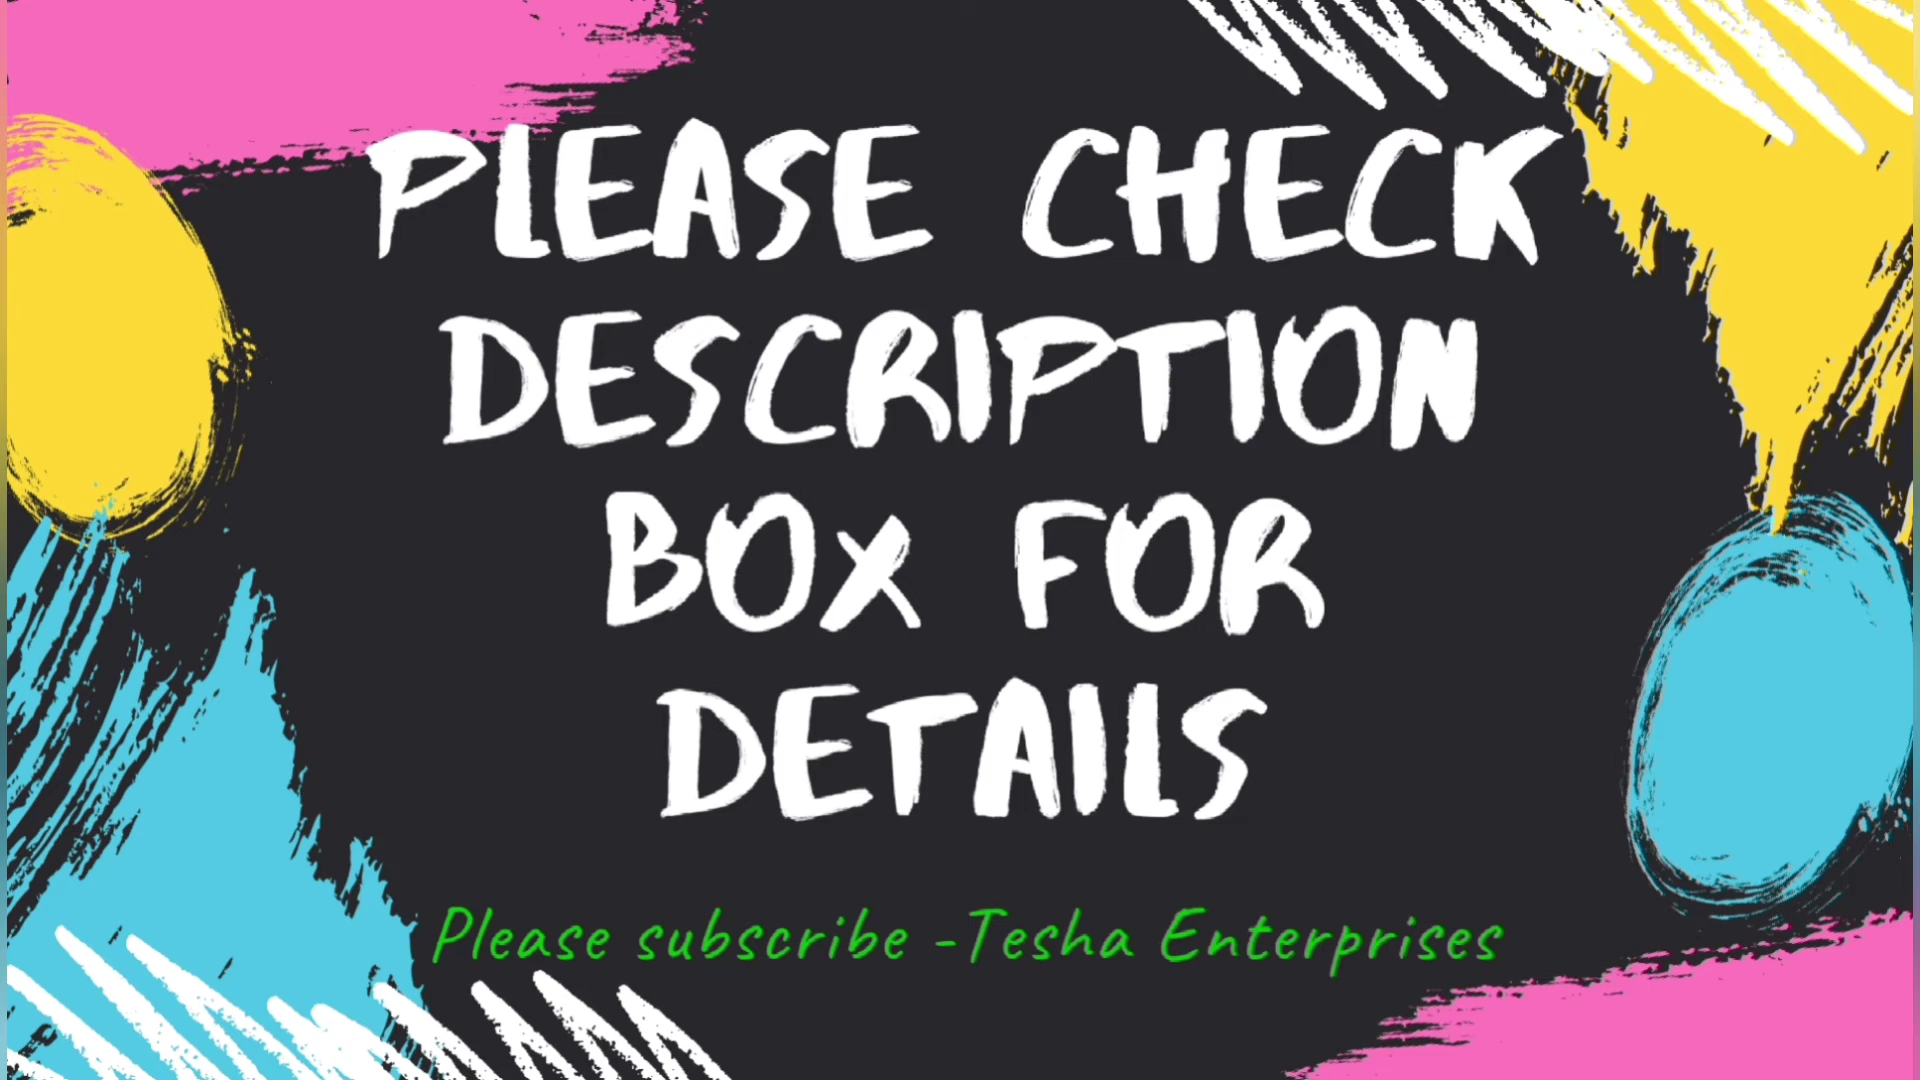 PLEASE CHECK
DESCRIPTION
BOX FOR
DETAILS
Please subscribe -Tesha Enterprises